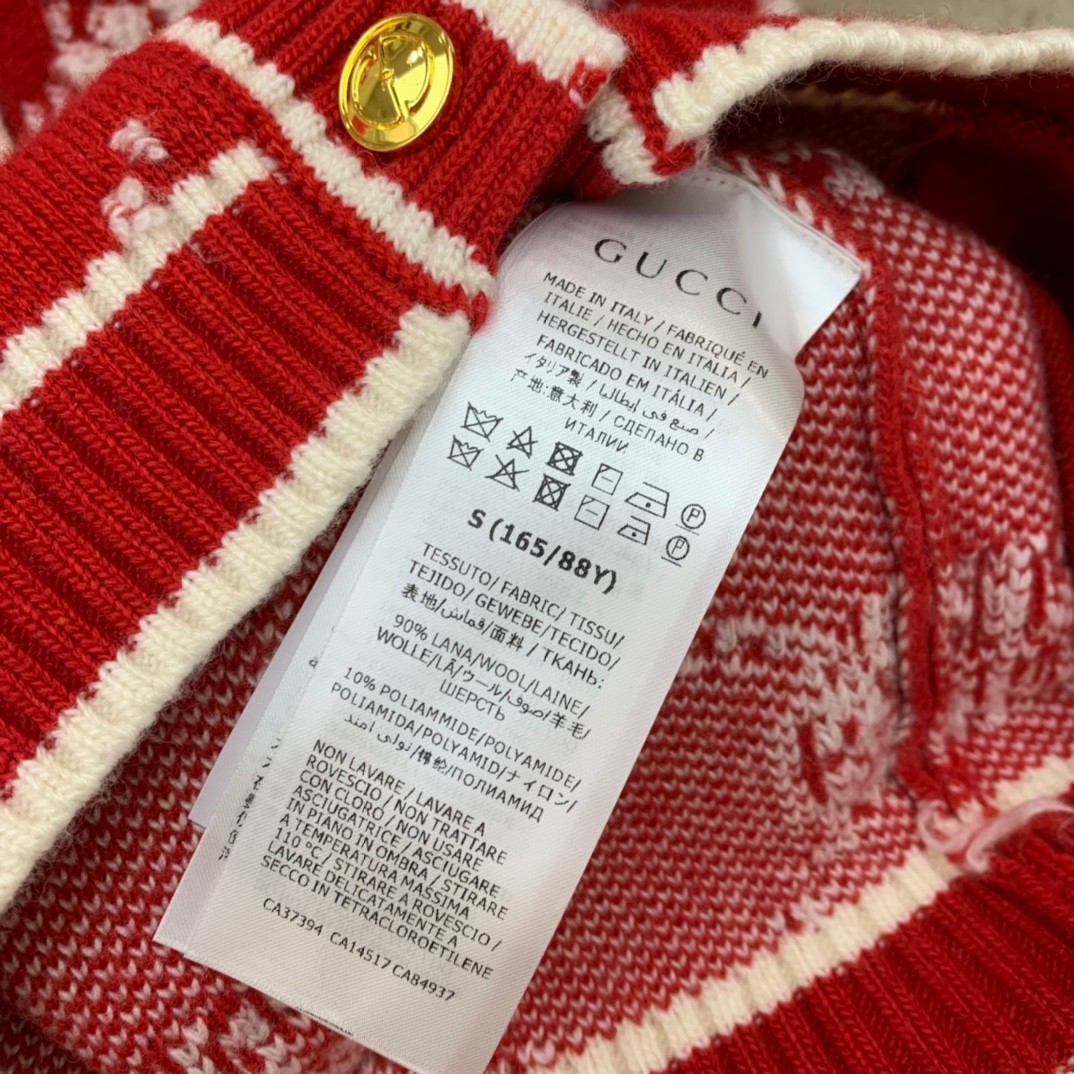 GUCCI
MADE IN ITALY / FABRIQUÉ EN
ITALIE / HECHO EN ITALIA /
HERGESTELLT IN ITALIEN /
FABRICADO EM ITÁLIA /
イタリア製 / صنع في إيطاليا /
产地:意大利 / СДЕЛАНО В
ИТАЛИИ
P
P
S (165/88Y)
TESSUTO/ FABRIC/ TISSU/
TEJIDO/ GEWEBE/TECIDO/
表地/قماش/面料 / ТКАНЬ:
90% LANA/WOOL/LAINE/
WOLLE/LÃ/ウール/صوف/羊毛/
ШЕРСТЬ
10% POLIAMMIDE/POLYAMIDE/
POLIAMIDA/POLYAMID/ナイロン/
تولي أمند/锦纶/ПОЛИАМИД
NON LAVARE / LAVARE A
ROVESCIO / NON TRATTARE
CON CLORO / NON USARE
ASCIUGATRICE / ASCIUGARE
IN PIANO IN OMBRA / STIRARE
A TEMPERATURA MASSIMA
110 °C/ STIRARE A ROVESCIO /
LAVARE DELICATAMENTE A
SECCO IN TETRACLOROETILENE
CA37394 CA14517 CA84937